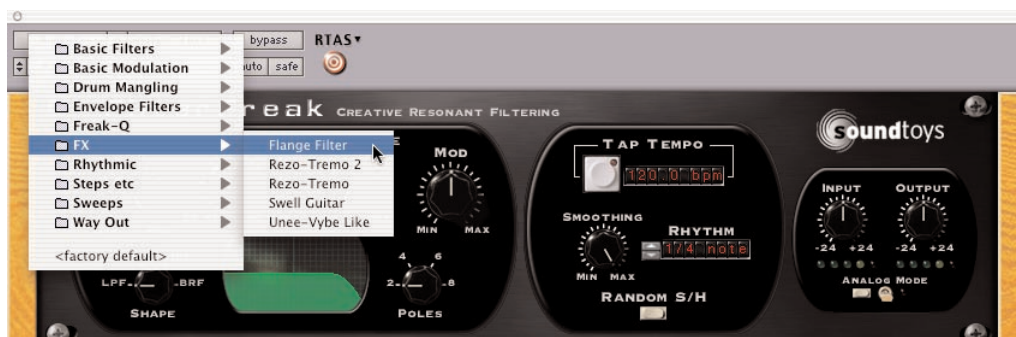 bypass
RTAS
auto safe
Basic Filters
Basic Modulation
Drum Mangling
Envelope Filters
Freak-Q
FX
Rhythmic
Steps etc
Sweeps
Way Out
<factory default>
Flange Filter
Rezo-Tremo 2
Rezo-Tremo
Swell Guitar
Unee-Vybe Like
reak CREATIVE RESONANT FILTERING
soundtoys
MOD
MIN MAX
TAP TEMPO
120.0 bpm
SMOOTHING
MIN MAX
RHYTHM
1/4 note
RANDOM S/H
INPUT OUTPUT
-24 +24 -24 +24
ANALOG MODE
LPF BRF
SHAPE
4 6
2 8
POLES